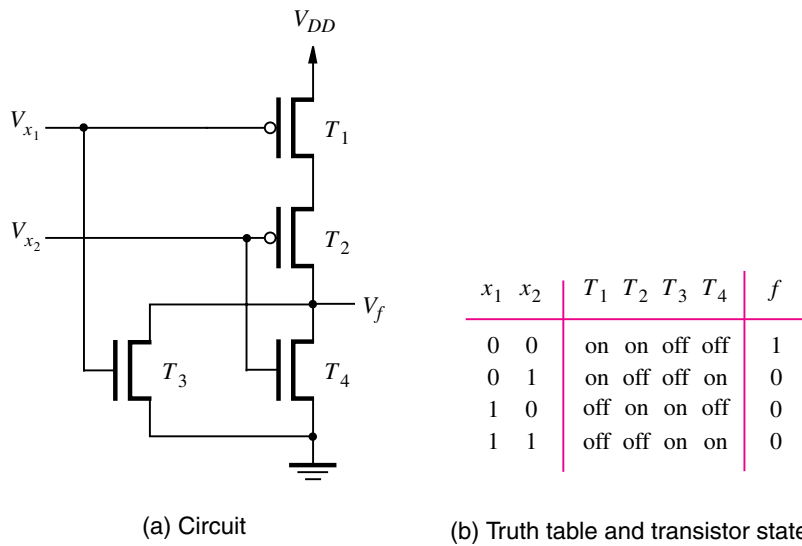 V_DD
V_x1
T_1
V_x2
T_2
V_f
T_3
T_4
x_1 x_2 T_1 T_2 T_3 T_4 f
0 0 on on off off 1
0 1 on off off on 0
1 0 off on on off 0
1 1 off off on on 0
(a) Circuit
(b) Truth table and transistor state